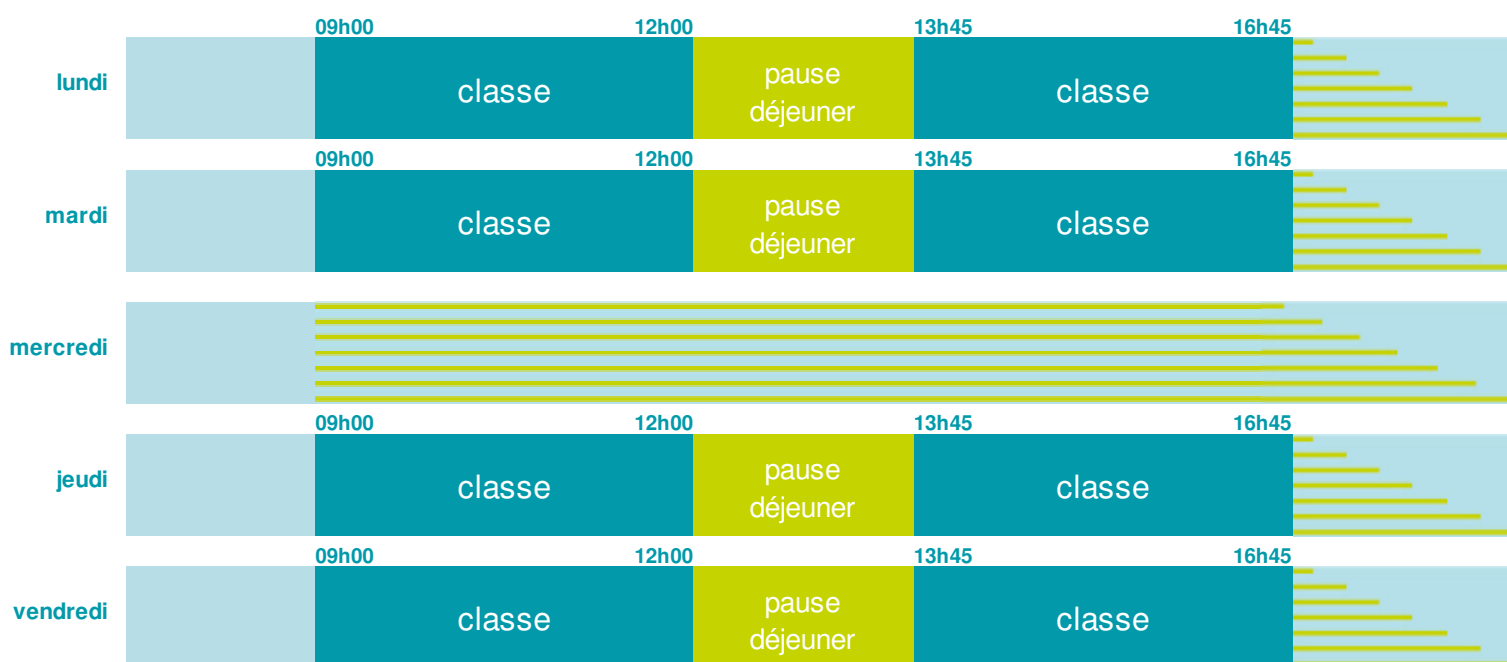 09h00 12h00 13h45 16h45
lundi
classe
pause
déjeuner
classe
09h00 12h00 13h45 16h45
mardi
classe
pause
déjeuner
classe
mercredi
09h00 12h00 13h45 16h45
jeudi
classe
pause
déjeuner
classe
09h00 12h00 13h45 16h45
vendredi
classe
pause
déjeuner
classe